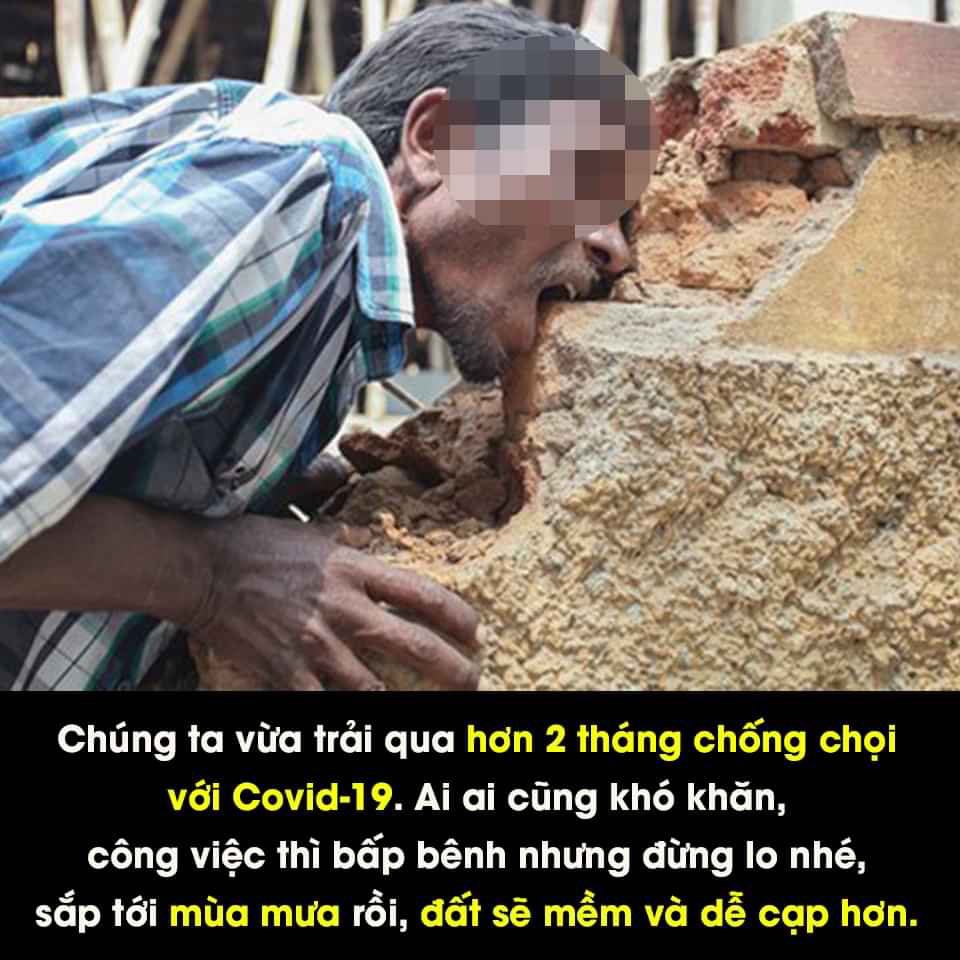 Chúng ta vừa trải qua hơn 2 tháng chống chọi
với Covid-19. Ai ai cũng khó khăn,
công việc thì bấp bênh nhưng đừng lo nhé,
sắp tới mùa mưa rồi, đất sẽ mềm và dễ cạp hơn.